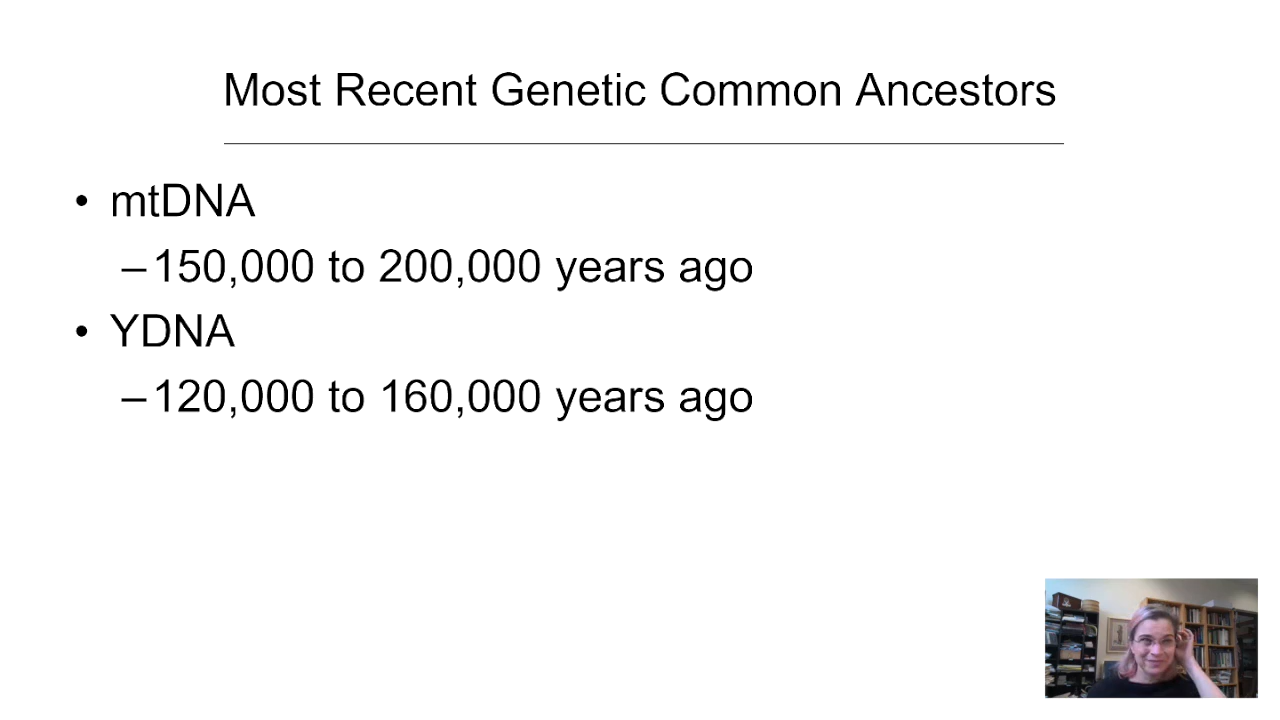 Most Recent Genetic Common Ancestors
• mtDNA
–150,000 to 200,000 years ago
• YDNA
–120,000 to 160,000 years ago